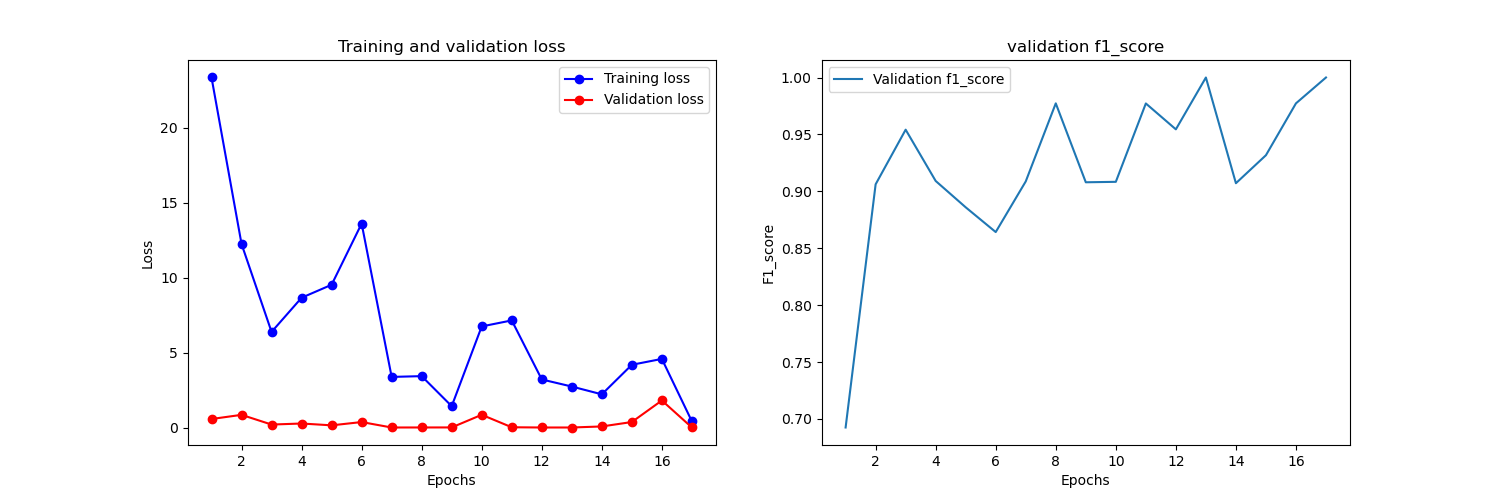 Training and validation loss
Training loss
Validation loss
20
15
10
5
0
Loss
2 4 6 8 10 12 14 16
Epochs
validation f1_score
Validation f1_score
1.00
0.95
0.90
0.85
0.80
0.75
0.70
F1_score
2 4 6 8 10 12 14 16
Epochs